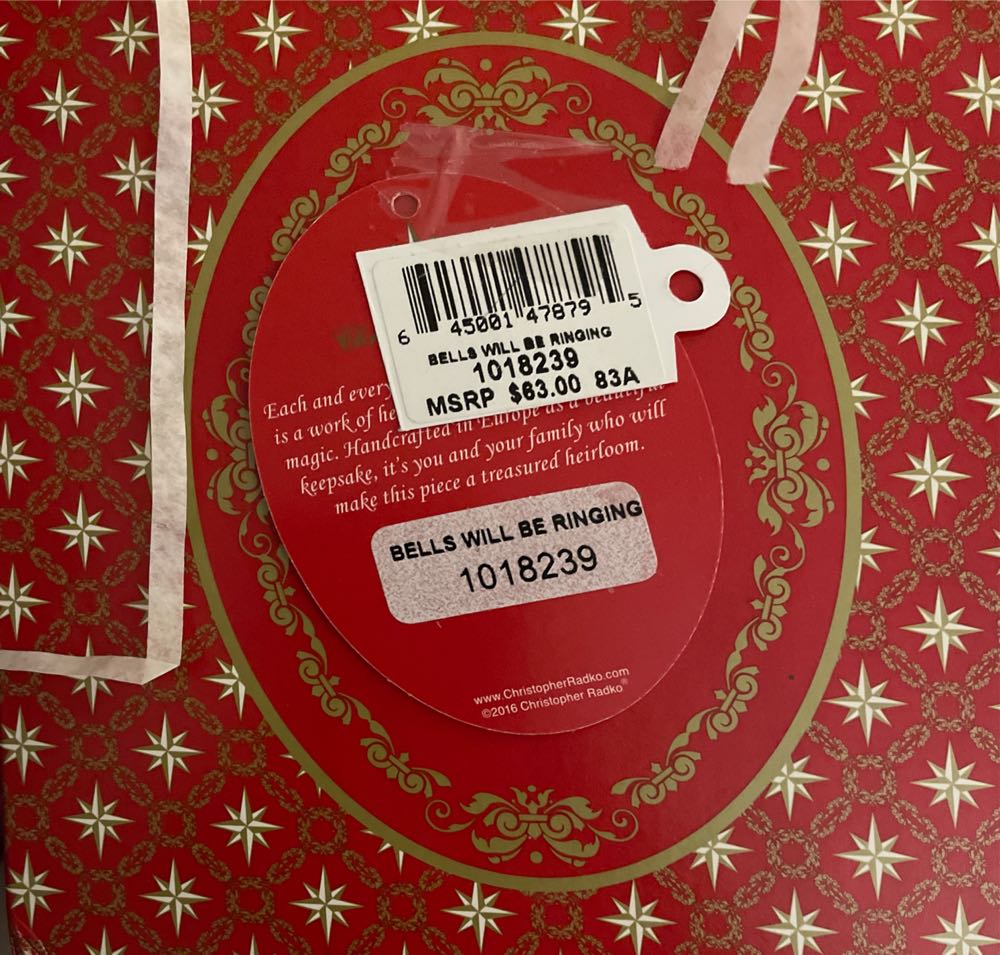 6 45001 47879 5
BELLS WILL BE RINGING
1018239
MSRP $63.00 83A
Each and every
is a work of he
magic. Handcrafted in Europe as a beautiful
keepsake, it's you and your family who will
make this piece a treasured heirloom.
BELLS WILL BE RINGING
1018239
www.ChristopherRadko.com
©2016 Christopher Radko®